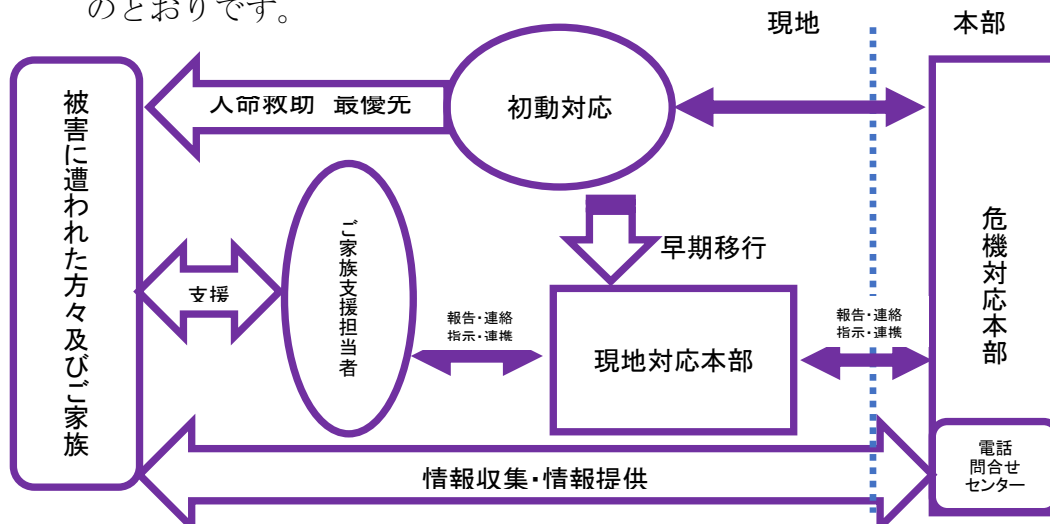 のとおりです。
現地
本部
人命救助 最優先
初動対応
被害に遭われた方々及びご家族
ご家族支援担当者
早期移行
危機対応本部
支援
報告・連絡
指示・連携
現地対応本部
報告・連絡
指示・連携
情報収集・情報提供
電話
問合せ
センター